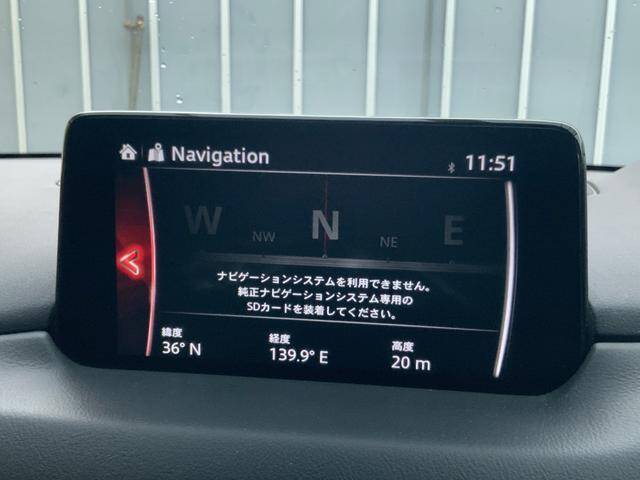 Navigation
11:51
W NW N NE E
ナビゲーションシステムを利用できません。
純正ナビゲーションシステム専用の
SDカードを装着してください。
緯度 経度 高度
36° N 139.9° E 20 m